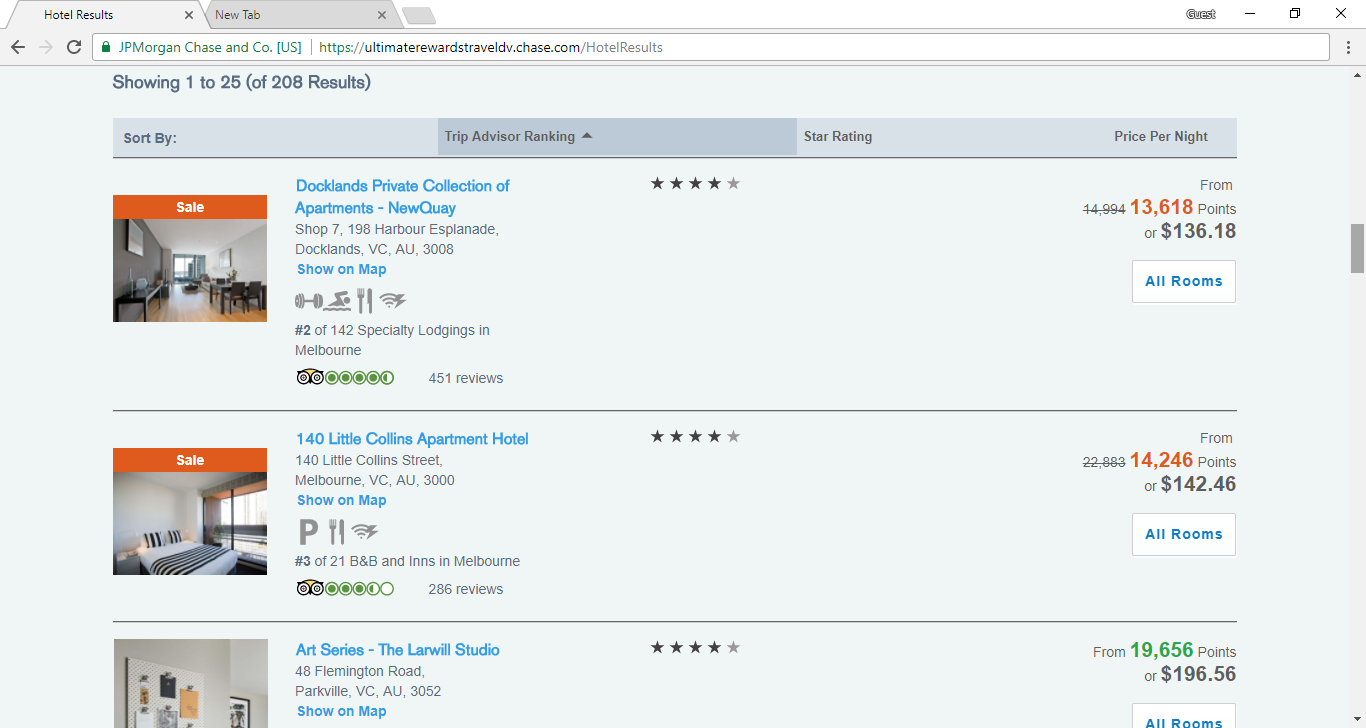 Hotel Results
New Tab
Guest
JPMorgan Chase and Co. [US] https://ultimaterewardstraveldv.chase.com/HotelResults
Showing 1 to 25 (of 208 Results)
Sort By: Trip Advisor Ranking Star Rating Price Per Night
Sale
Docklands Private Collection of
Apartments - NewQuay
Shop 7, 198 Harbour Esplanade,
Docklands, VC, AU, 3008
Show on Map
#2 of 142 Specialty Lodgings in
Melbourne
451 reviews
From
14,994 13,618 Points
or $136.18
All Rooms
Sale
140 Little Collins Apartment Hotel
140 Little Collins Street,
Melbourne, VC, AU, 3000
Show on Map
P
#3 of 21 B&B and Inns in Melbourne
286 reviews
From
22,883 14,246 Points
or $142.46
All Rooms
Art Series - The Larwill Studio
48 Flemington Road,
Parkville, VC, AU, 3052
Show on Map
From 19,656 Points
or $196.56
All Rooms